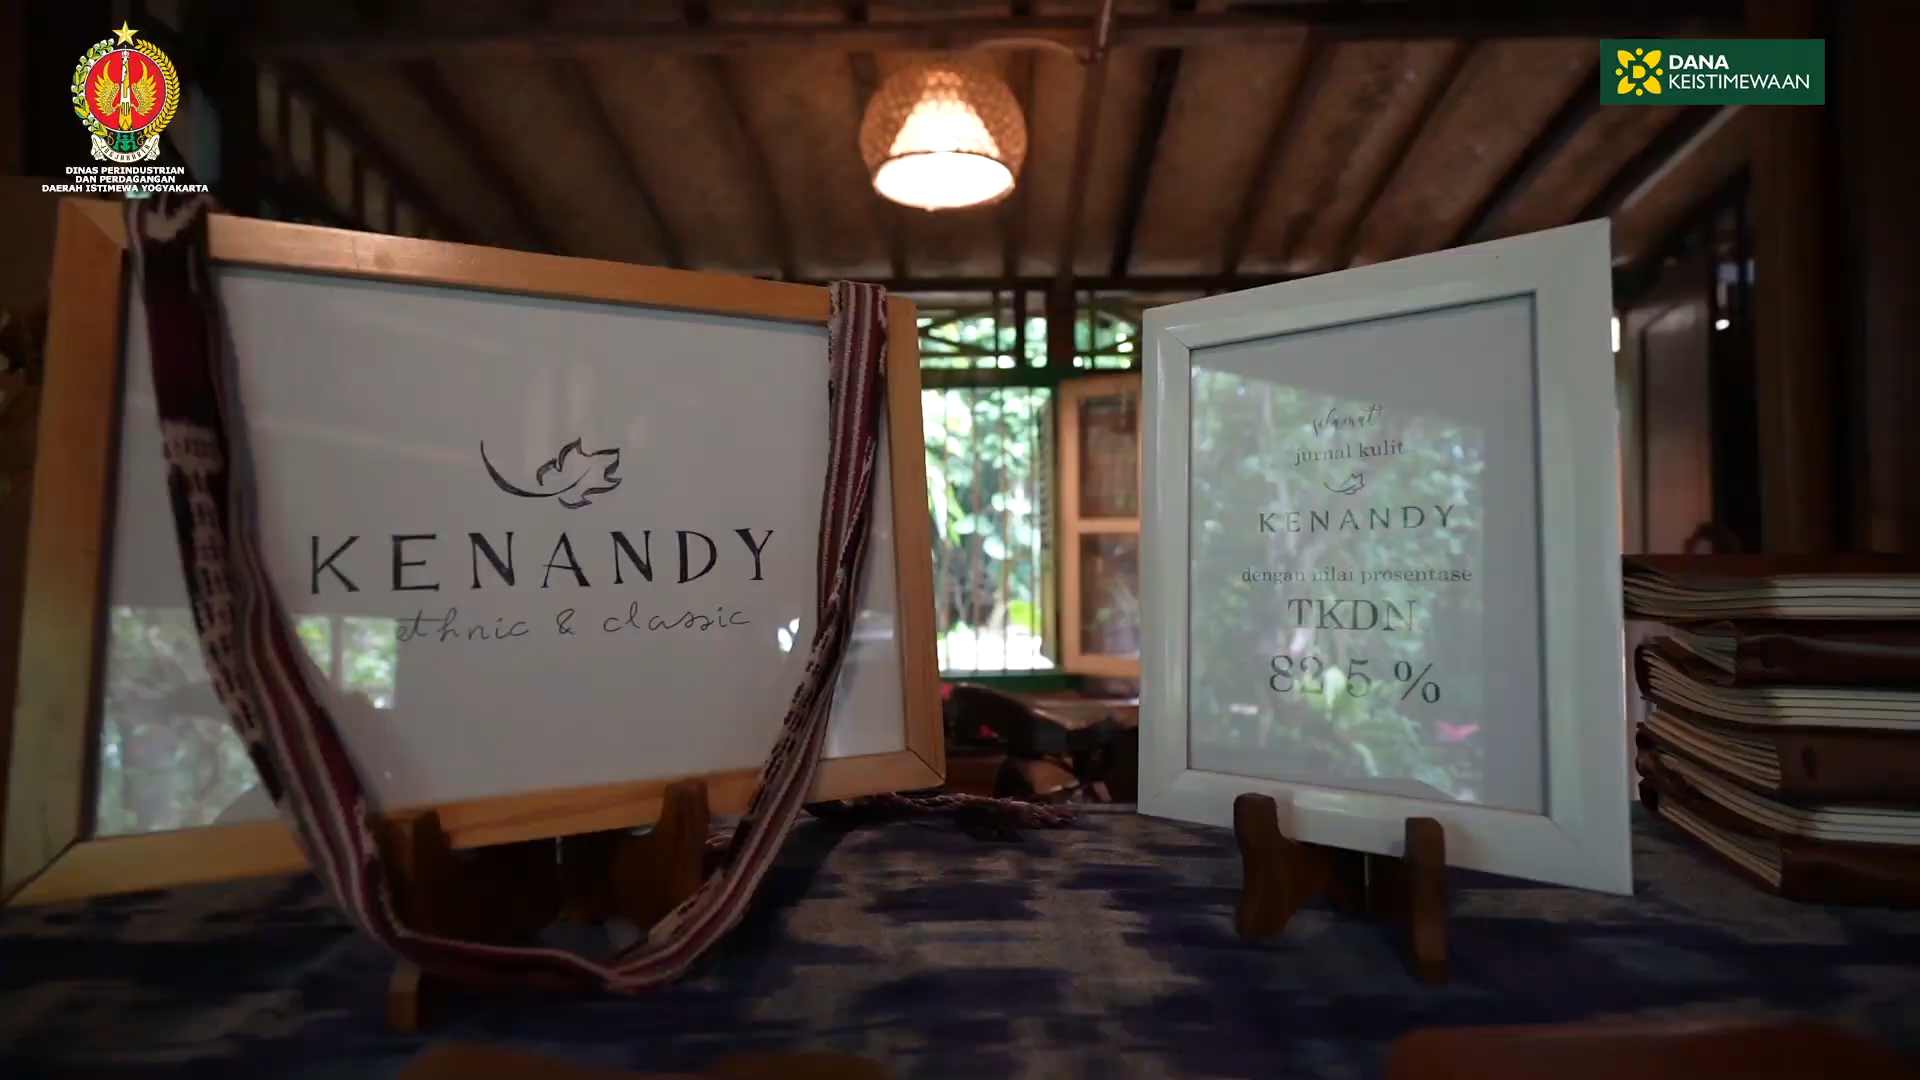 DINAS PERINDUSTRIAN
DAN PERDAGANGAN
DAERAH ISTIMEWA YOGYAKARTA
DANA
KEISTIMEWAAN
KENANDY
ethnic & classic
selamat
jurnal kulit
KENANDY
dengan nilai prosentase
TKDN
82,5 %